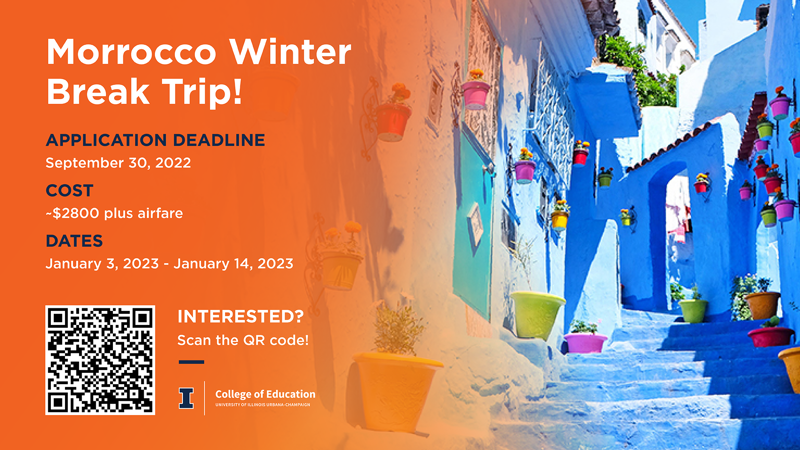 Morrocco Winter
Break Trip!
APPLICATION DEADLINE
September 30, 2022
COST
~$2800 plus airfare
DATES
January 3, 2023 - January 14, 2023
INTERESTED?
Scan the QR code!
I
College of Education
UNIVERSITY OF ILLINOIS URBANA-CHAMPAIGN